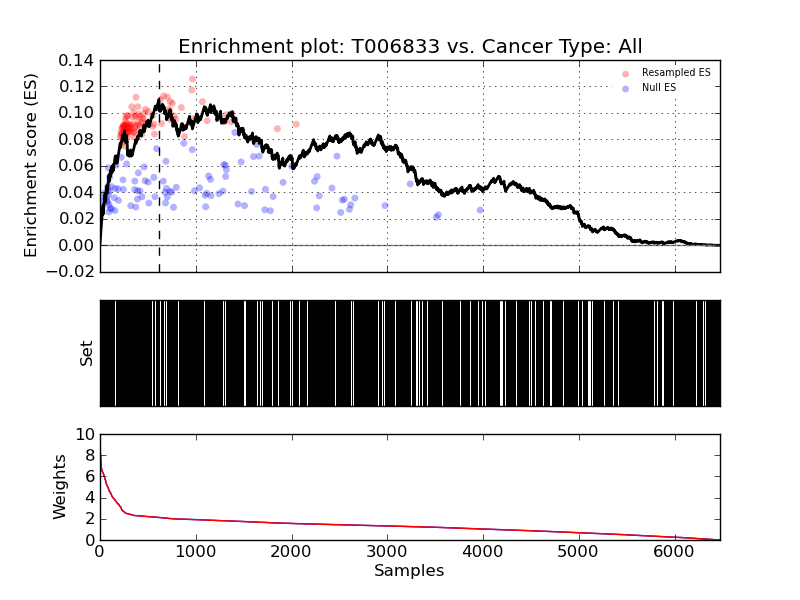 Enrichment plot: T006833 vs. Cancer Type: All
Enrichment score (ES)
0.14
0.12
0.10
0.08
0.06
0.04
0.02
0.00
−0.02
Resampled ES
Null ES
Set
Weights
10
8
6
4
2
0
0 1000 2000 3000 4000 5000 6000
Samples